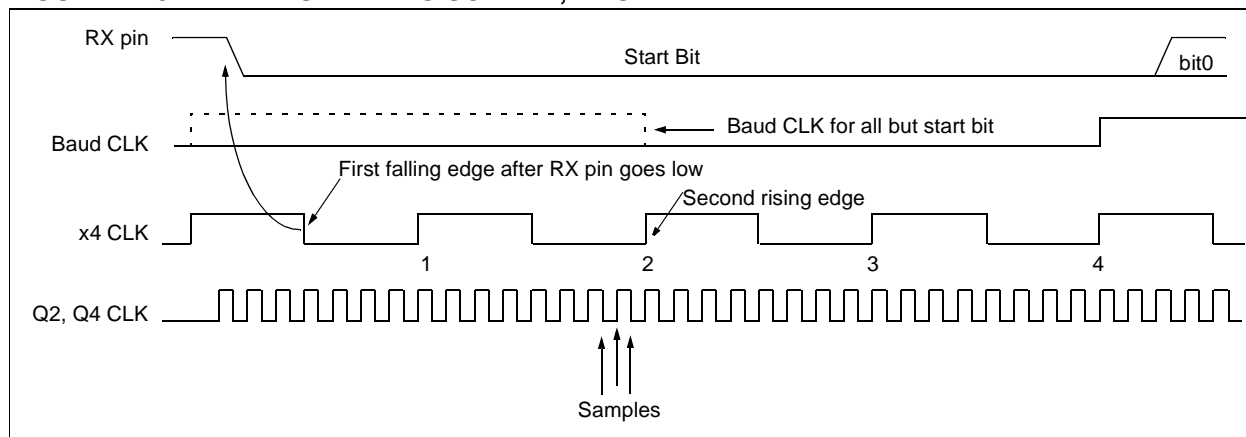 RX pin
Start Bit
bit0
Baud CLK for all but start bit
Baud CLK
First falling edge after RX pin goes low
Second rising edge
x4 CLK
1 2 3 4
Q2, Q4 CLK
Samples